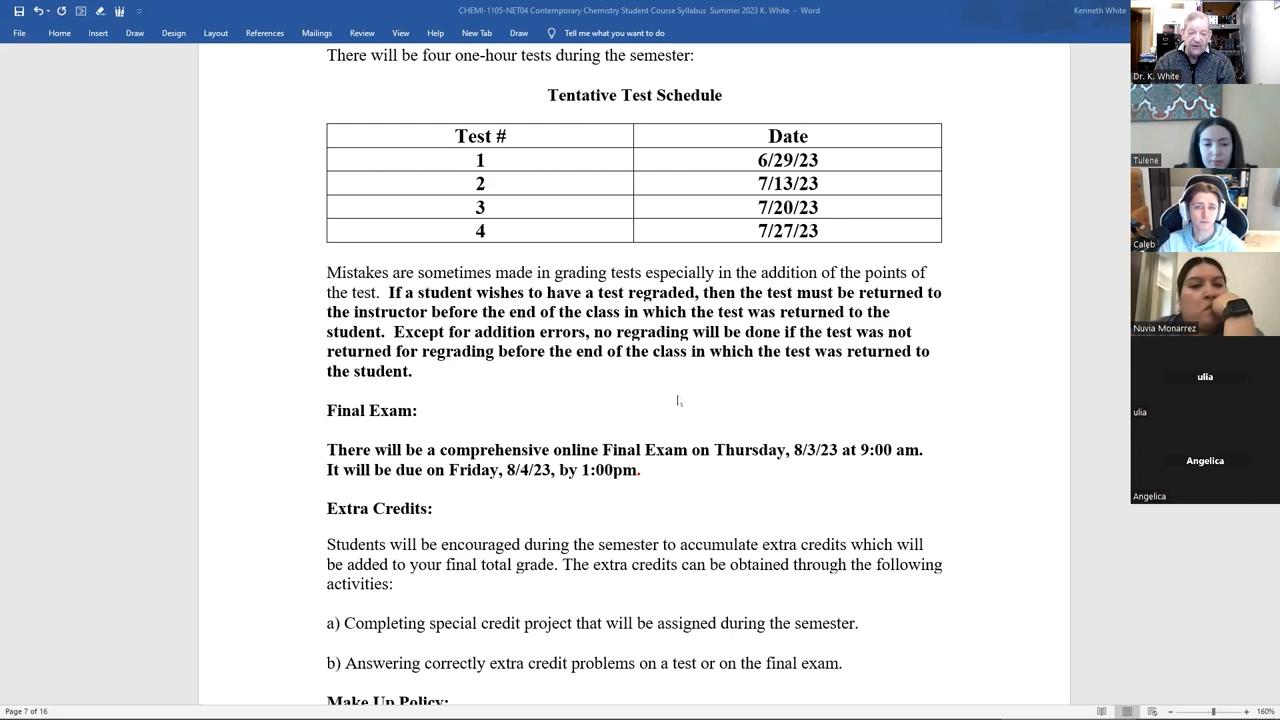 CHEMI-1105-NET04 Contemporary Chemistry Student Course Syllabus Summer 2023 K. White - Word
Kenneth White
File Home Insert Draw Design Layout References Mailings Review View Help New Tab Draw Tell me what you want to do
There will be four one-hour tests during the semester:
Tentative Test Schedule
Test # Date
1 6/29/23
2 7/13/23
3 7/20/23
4 7/27/23
Mistakes are sometimes made in grading tests especially in the addition of the points of
the test. If a student wishes to have a test regraded, then the test must be returned to
the instructor before the end of the class in which the test was returned to the
student. Except for addition errors, no regrading will be done if the test was not
returned for regrading before the end of the class in which the test was returned to
the student.
Final Exam:
There will be a comprehensive online Final Exam on Thursday, 8/3/23 at 9:00 am.
It will be due on Friday, 8/4/23, by 1:00pm.
Extra Credits:
Students will be encouraged during the semester to accumulate extra credits which will
be added to your final total grade. The extra credits can be obtained through the following
activities:
a) Completing special credit project that will be assigned during the semester.
b) Answering correctly extra credit problems on a test or on the final exam.
Make Up Policy:
Page 7 of 16
160%
Dr. K. White
Tulene
Caleb
Nuvia Monarrez
ulia
ulia
Angelica
Angelica